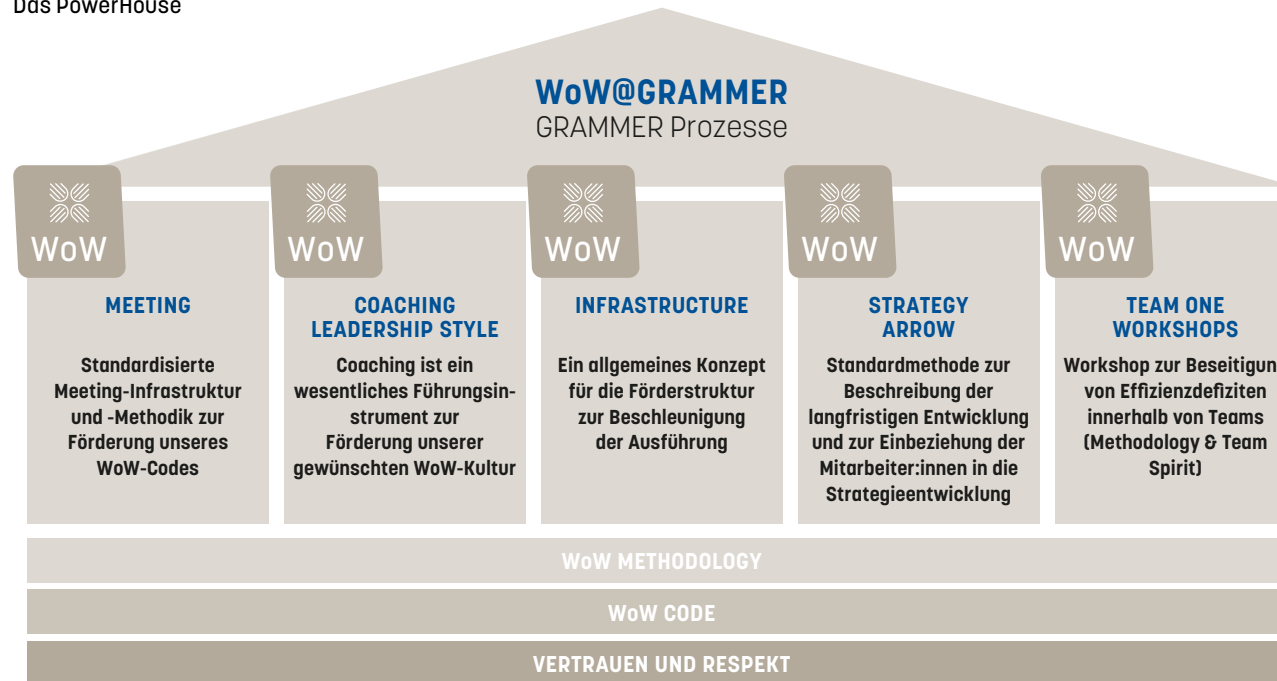 Das PowerHouse
WoW@GRAMMER
GRAMMER Prozesse
WoW
MEETING
Standardisierte
Meeting-Infrastruktur
und -Methodik zur
Förderung unseres
WoW-Codes
WoW
COACHING
LEADERSHIP STYLE
Coaching ist ein
wesentliches Führungsin-
strument zur
Förderung unserer
gewünschten WoW-Kultur
WoW
INFRASTRUCTURE
Ein allgemeines Konzept
für die Förderstruktur
zur Beschleunigung
der Ausführung
WoW
STRATEGY
ARROW
Standardmethode zur
Beschreibung der
langfristigen Entwicklung
und zur Einbeziehung der
Mitarbeiter:innen in die
Strategieentwicklung
WoW
TEAM ONE
WORKSHOPS
Workshop zur Beseitigun
von Effizienzdefiziten
innerhalb von Teams
(Methodology & Team
Spirit)
WoW METHODOLOGY
WoW CODE
VERTRAUEN UND RESPEKT